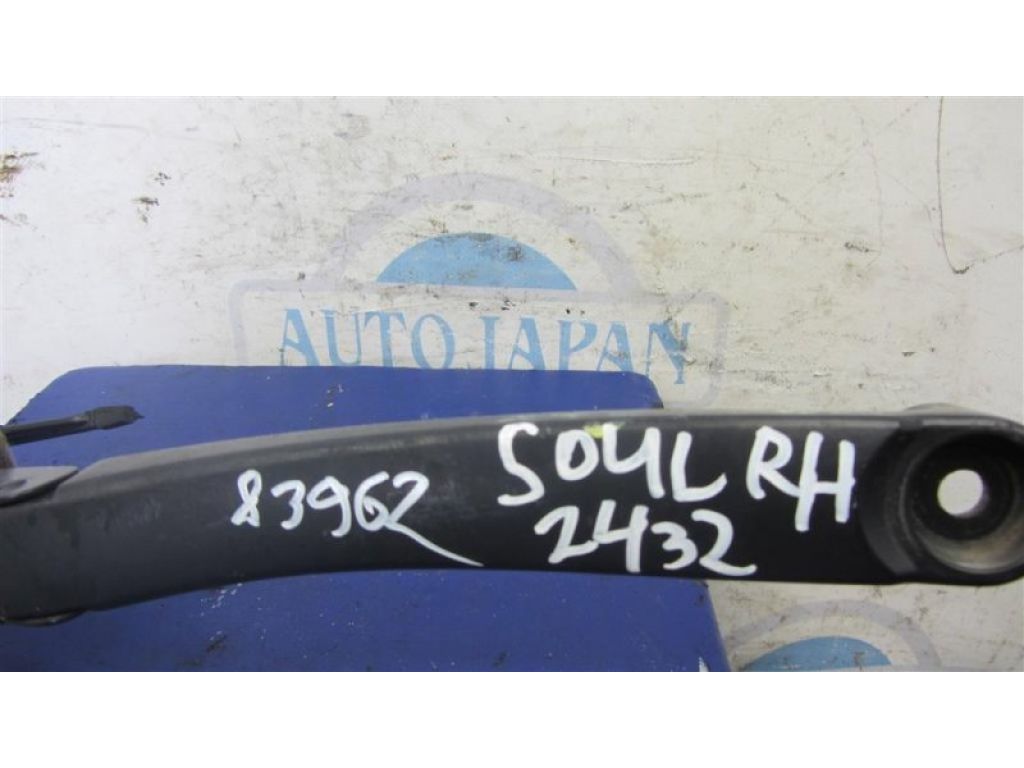 AUTO JAPAN
SOUL RH
83962
2432